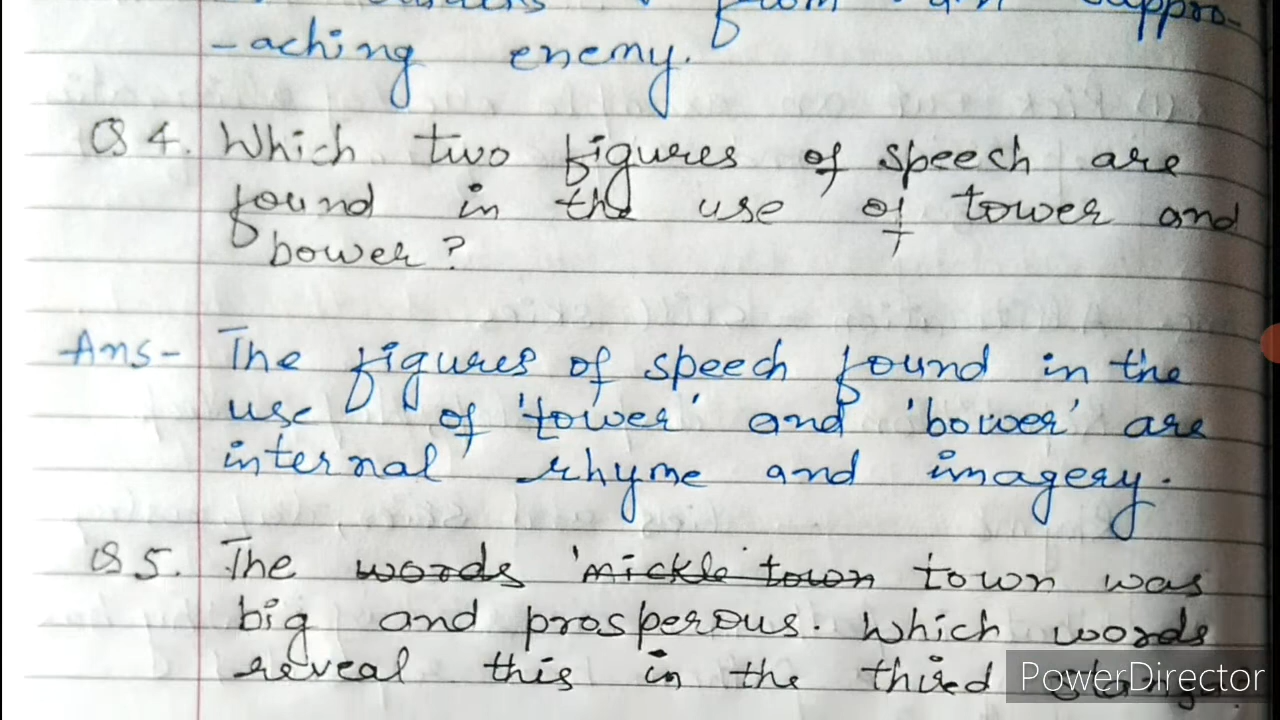 from
appro-
-aching enemy.
Q 4. Which two figures of speech are
found in the use of tower and
bower?
Ans- The figures of speech found in the
use of 'tower' and 'bower' are
internal rhyme and imagery.
Q 5. The words 'mickle town town was
big and prosperous. Which words
reveal this in the third
PowerDirector